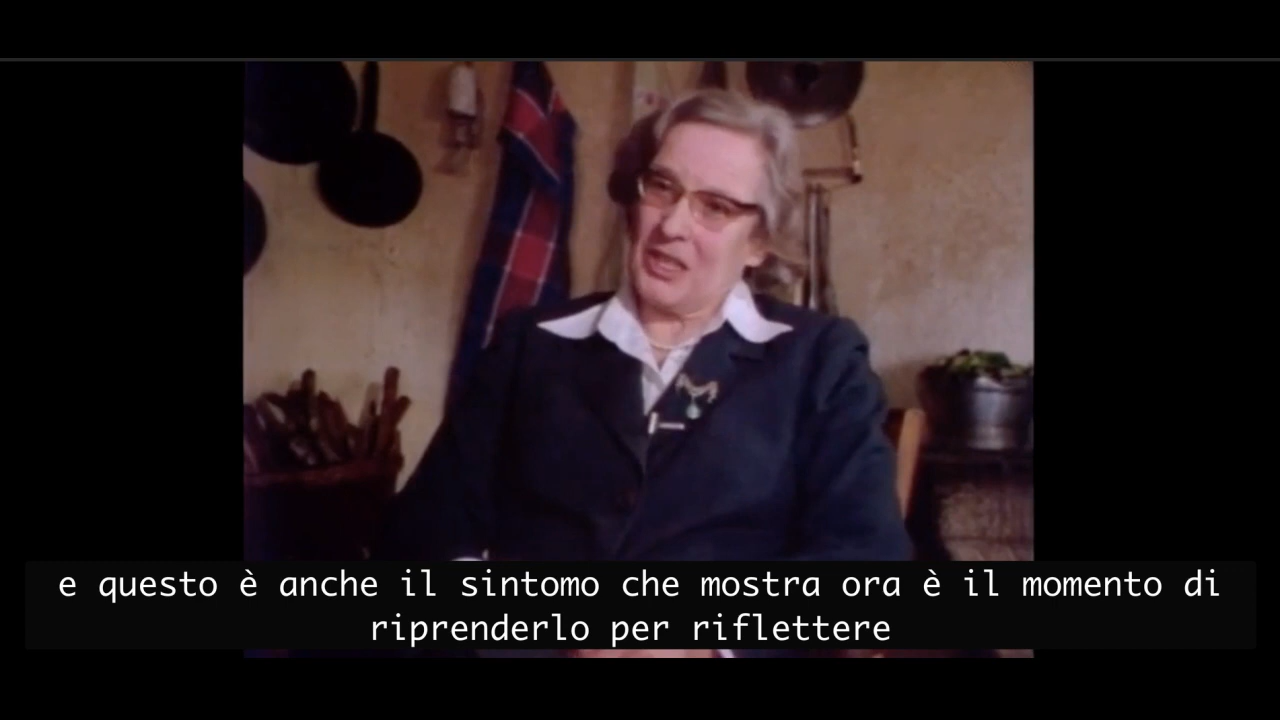 e questo è anche il sintomo che mostra ora è il momento di
riprenderlo per riflettere